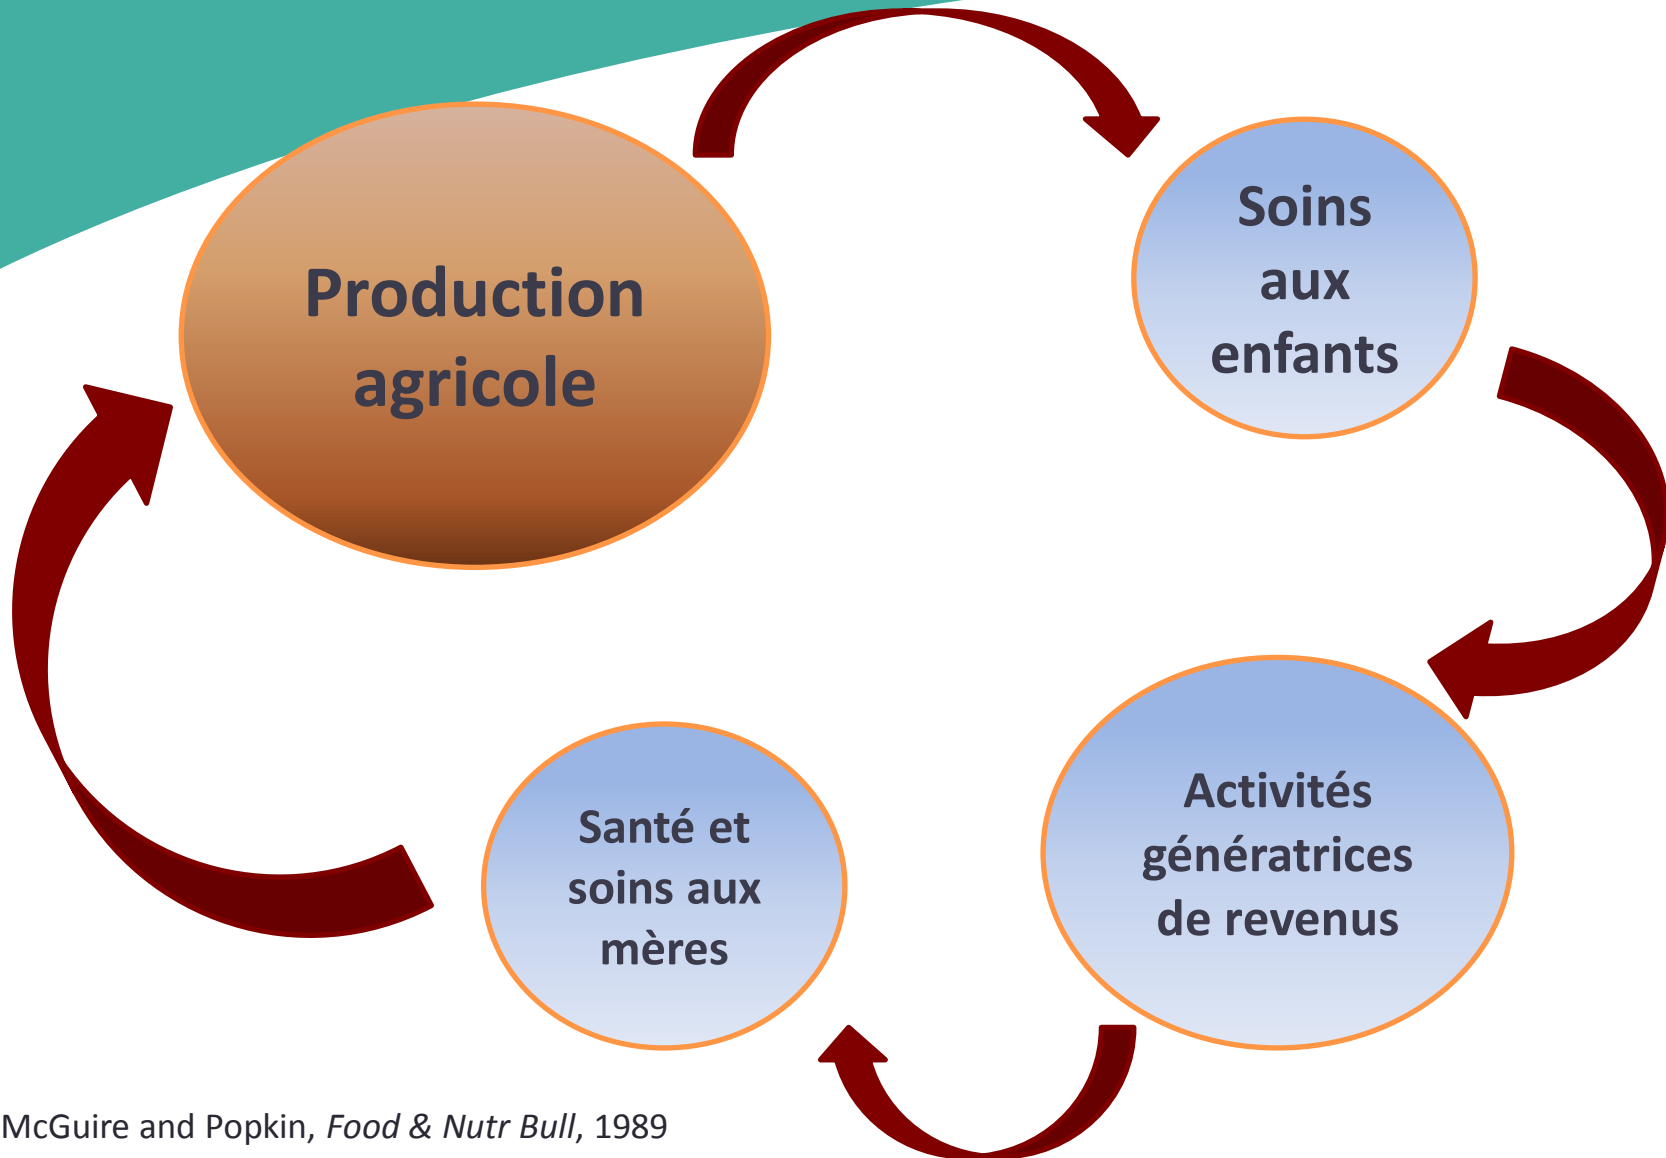 Production
agricole
Soins
aux
enfants
Activités
génératrices
de revenus
Santé et
soins aux
mères
McGuire and Popkin, Food & Nutr Bull, 1989